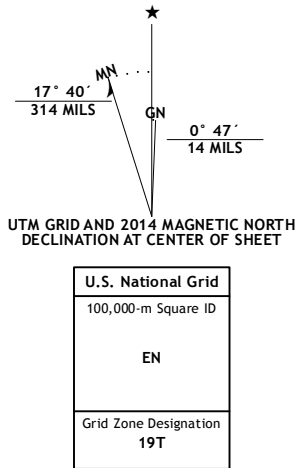 MN
17° 40´
314 MILS
GN
0° 47´
14 MILS
UTM GRID AND 2014 MAGNETIC NORTH
DECLINATION AT CENTER OF SHEET
U.S. National Grid
100,000-m Square ID
EN
Grid Zone Designation
19T